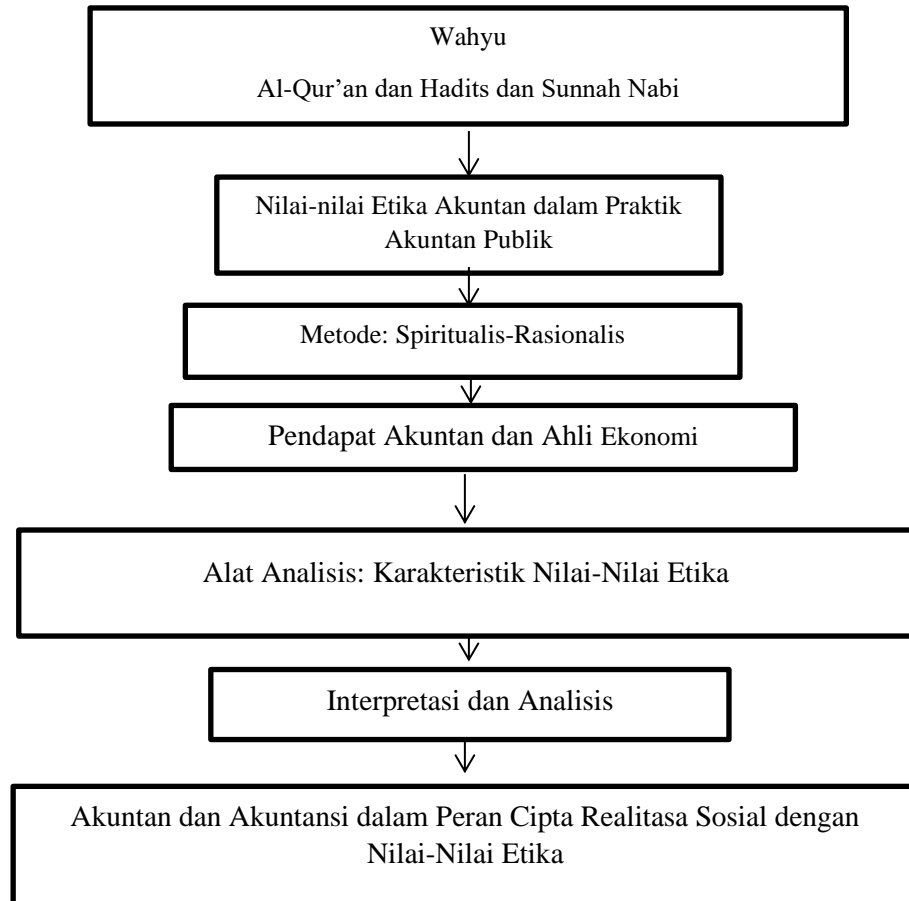 Wahyu
Al-Qur'an dan Hadits dan Sunnah Nabi
Nilai-nilai Etika Akuntan dalam Praktik
Akuntan Publik
Metode: Spiritualis-Rasionalis
Pendapat Akuntan dan Ahli Ekonomi
Alat Analisis: Karakteristik Nilai-Nilai Etika
Interpretasi dan Analisis
Akuntan dan Akuntansi dalam Peran Cipta Realitasa Sosial dengan
Nilai-Nilai Etika